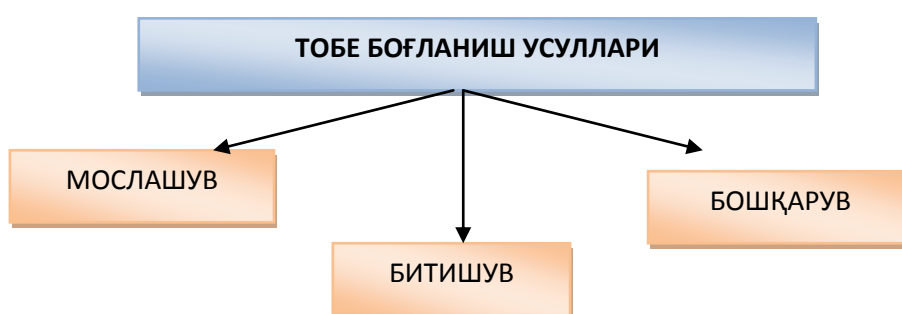 ТОБЕ БОҒЛАНИШ УСУЛЛАРИ
МОСЛАШУВ
БИТИШУВ
БОШҚАРУВ